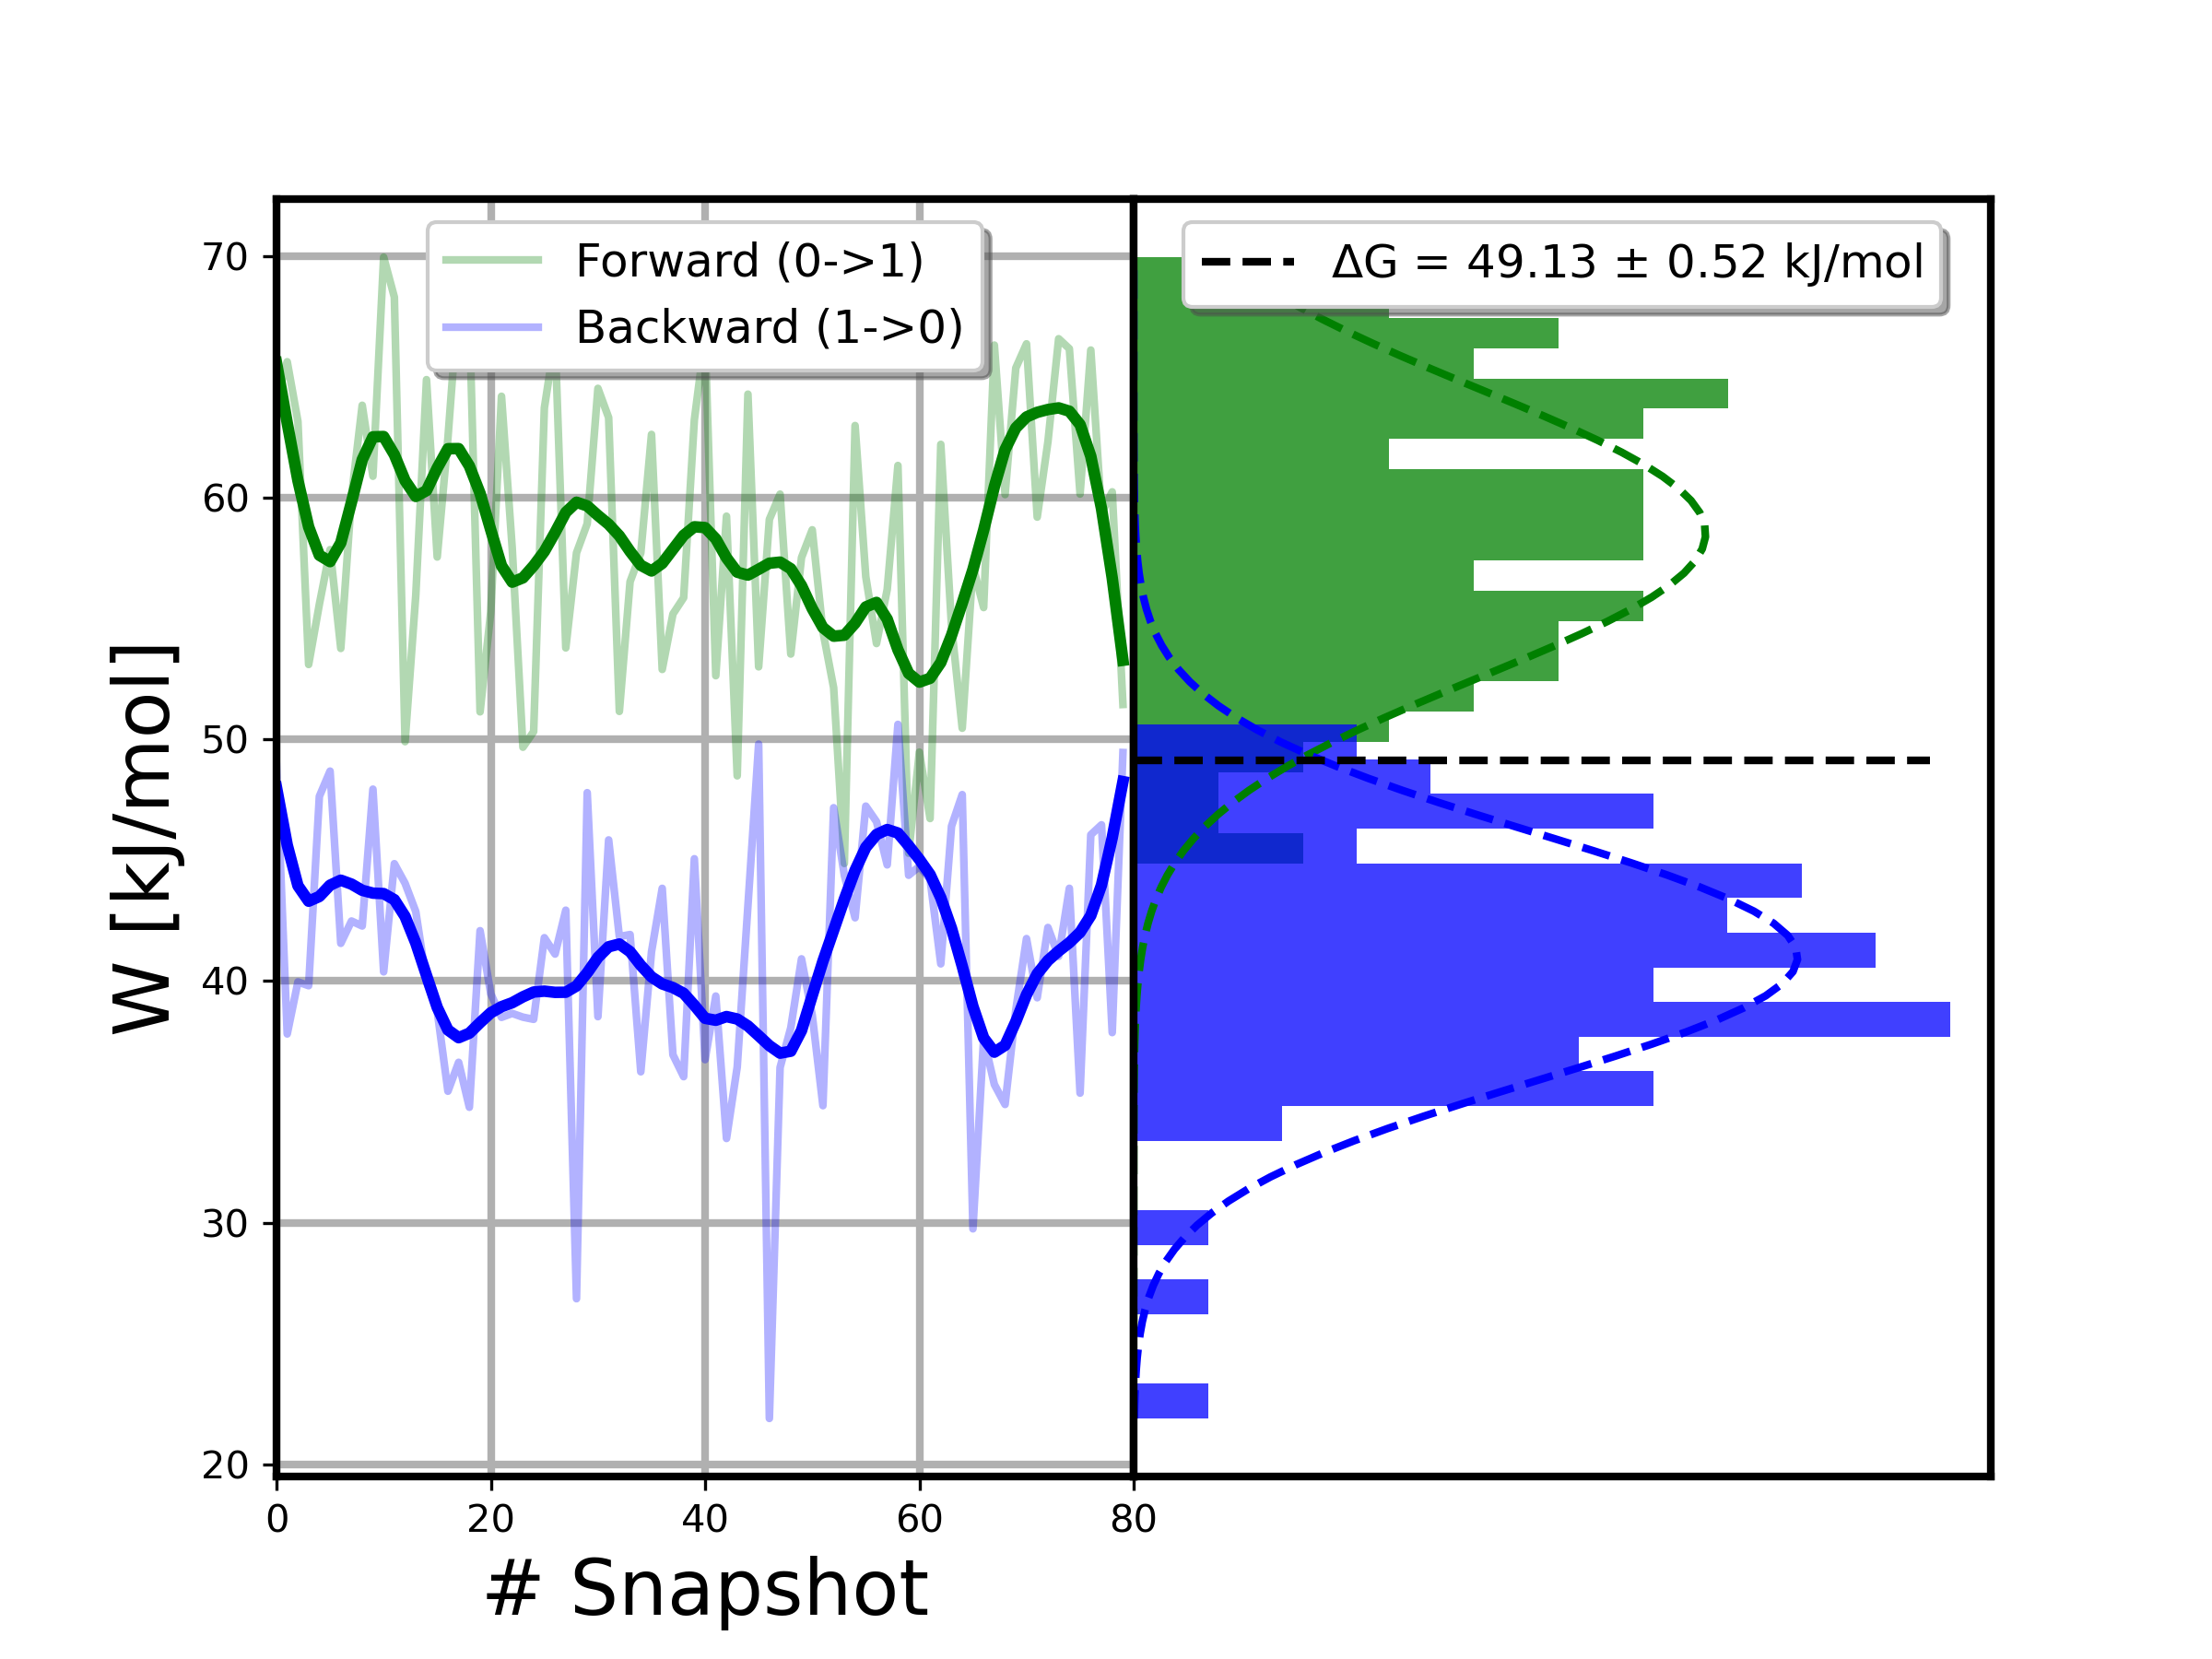 Forward (0->1)
Backward (1->0)
ΔG = 49.13 ± 0.52 kJ/mol
W [kJ/mol]
70
60
50
40
30
20
0 20 40 60 80
# Snapshot